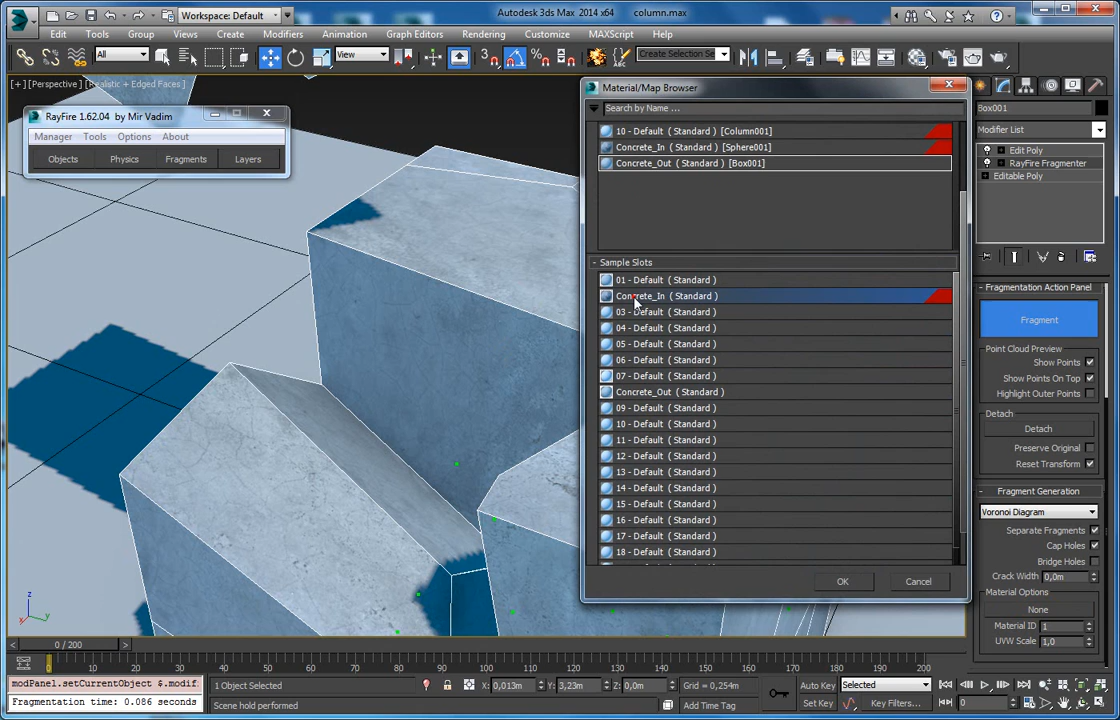 Workspace: Default
Autodesk 3ds Max 2014 x64 column.max
Edit Tools Group Views Create Modifiers Animation Graph Editors Rendering Customize MAXScript Help
All
View
3
%
Create Selection Se
[+] [Perspective] [Realistic + Edged Faces]
RayFire 1.62.04 by Mir Vadim
Manager Tools Options About
Objects Physics Fragments Layers
Material/Map Browser
Search by Name ...
10 - Default ( Standard ) [Column001]
Concrete_In ( Standard ) [Sphere001]
Concrete_Out ( Standard ) [Box001]
- Sample Slots
01 - Default ( Standard )
Concrete_In ( Standard )
03 - Default ( Standard )
04 - Default ( Standard )
05 - Default ( Standard )
06 - Default ( Standard )
07 - Default ( Standard )
Concrete_Out ( Standard )
09 - Default ( Standard )
10 - Default ( Standard )
11 - Default ( Standard )
12 - Default ( Standard )
13 - Default ( Standard )
14 - Default ( Standard )
15 - Default ( Standard )
16 - Default ( Standard )
17 - Default ( Standard )
18 - Default ( Standard )
OK Cancel
Box001
Modifier List
Edit Poly
RayFire Fragmenter
Editable Poly
- Fragmentation Action Panel
Fragment
Point Cloud Preview
Show Points
Show Points On Top
Highlight Outer Points
Detach
Detach
Preserve Original
Reset Transform
- Fragment Generation
Voronoi Diagram
Separate Fragments
Cap Holes
Bridge Holes
Crack Width 0,0m
Material Options
None
Material ID 1
UVW Scale 1,0
z
x
y
< 0 / 200 >
0 10 20 30 40 50 60 70 80 90 100 110 120 130 140 150 160 170 180 190 200
modPanel.setCurrentObject $.modif
Fragmentation time: 0.086 seconds
1 Object Selected
Scene hold performed
X: 0,013m Y: 3,23m Z: 0,0m Grid = 0,254m
Add Time Tag
Auto Key Selected
Set Key Key Filters...
0